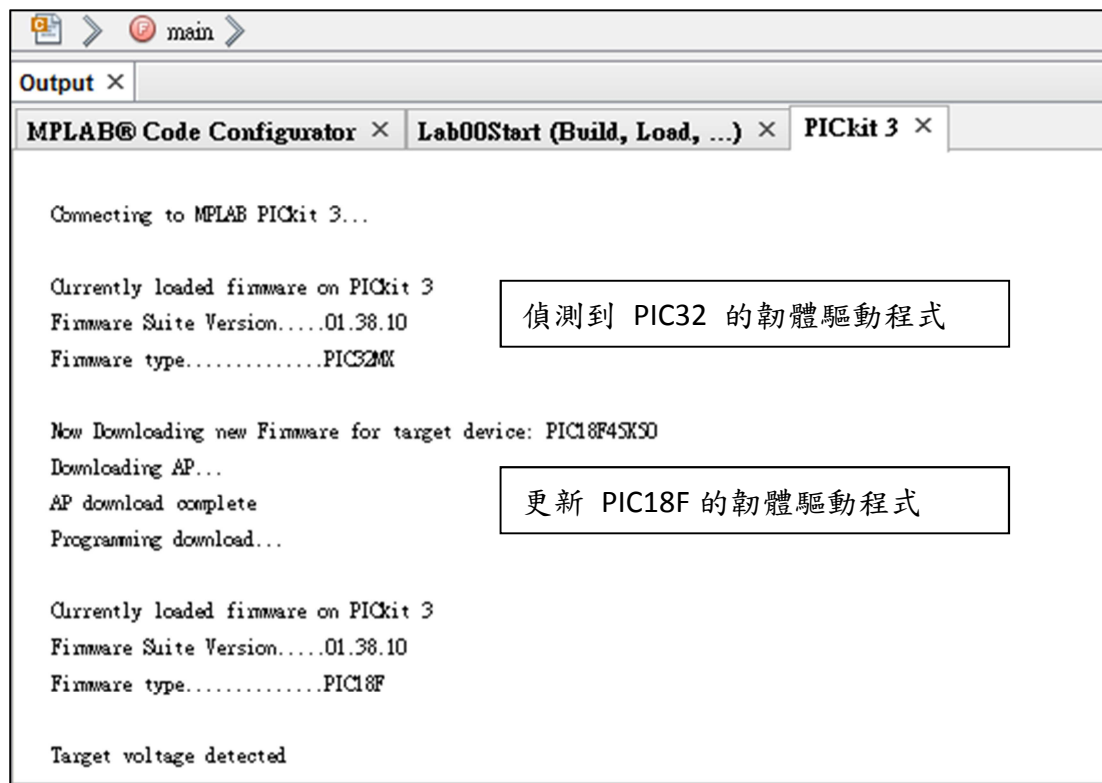 main
Output ×
MPLAB® Code Configurator × Lab00Start (Build, Load, ...) × PICkit 3 ×
Connecting to MPLAB PICkit 3...
Currently loaded firmware on PICkit 3
Firmware Suite Version.....01.38.10
Firmware type..............PIC32MX
偵測到 PIC32 的韌體驅動程式
Now Downloading new Firmware for target device: PIC18F45K50
Downloading AP...
AP download complete
Programming download...
更新 PIC18F 的韌體驅動程式
Currently loaded firmware on PICkit 3
Firmware Suite Version.....01.38.10
Firmware type..............PIC18F
Target voltage detected